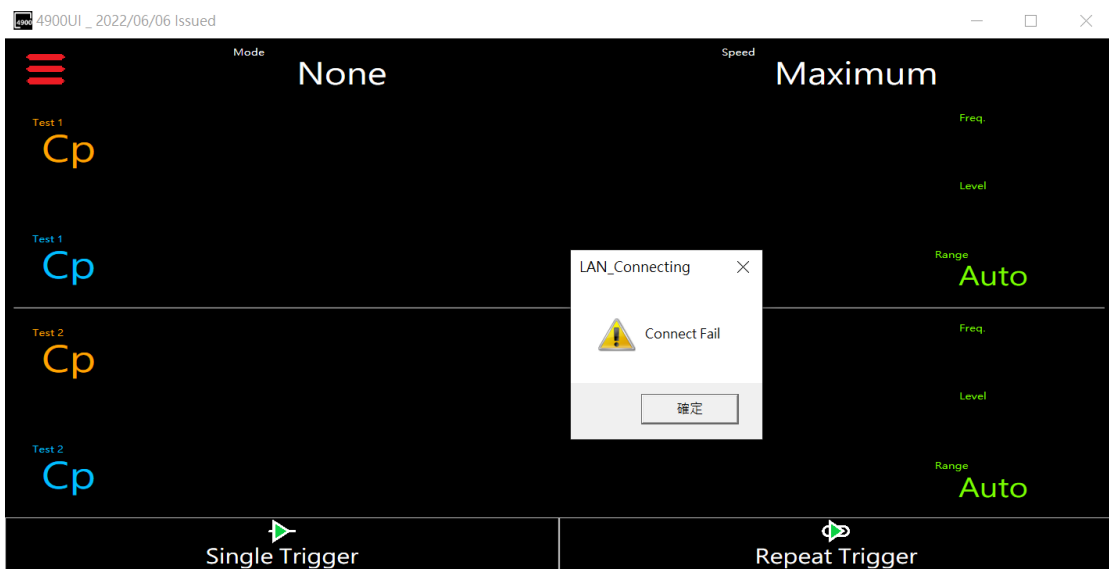 4900 4900UI _ 2022/06/06 Issued
Mode
None
Speed
Maximum
Test 1
Cp
Freq.
Level
Test 1
Cp
Range
Auto
LAN_Connecting
Connect Fail
確定
Test 2
Cp
Freq.
Level
Test 2
Cp
Range
Auto
Single Trigger
Repeat Trigger